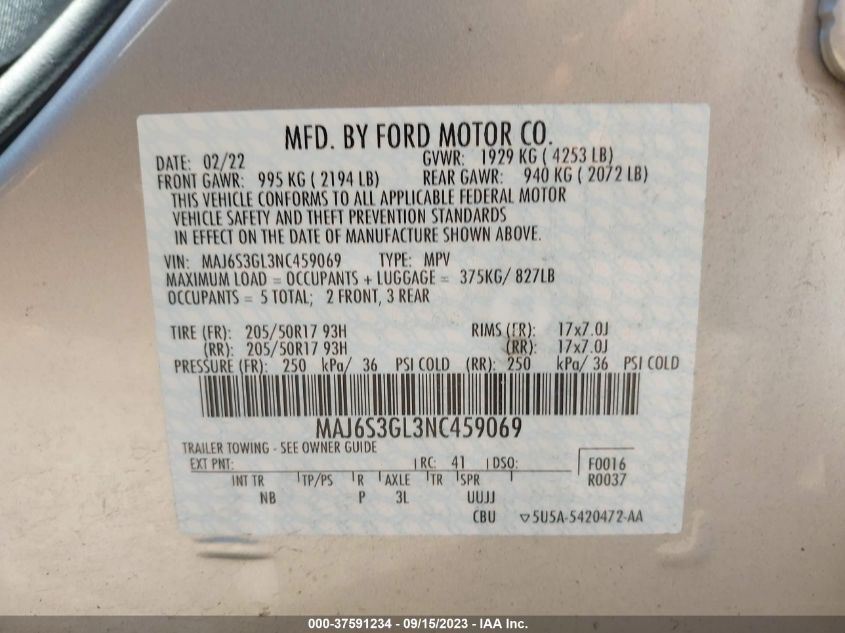 MFD. BY FORD MOTOR CO.
DATE: 02/22 GVWR: 1929 KG ( 4253 LB)
FRONT GAWR: 995 KG ( 2194 LB) REAR GAWR: 940 KG ( 2072 LB)
THIS VEHICLE CONFORMS TO ALL APPLICABLE FEDERAL MOTOR
VEHICLE SAFETY AND THEFT PREVENTION STANDARDS
IN EFFECT ON THE DATE OF MANUFACTURE SHOWN ABOVE.
VIN: MAJ6S3GL3NC459069 TYPE: MPV
MAXIMUM LOAD = OCCUPANTS + LUGGAGE = 375KG/ 827LB
OCCUPANTS = 5 TOTAL; 2 FRONT, 3 REAR
TIRE (FR): 205/50R17 93H RIMS (FR): 17x7.0J
(RR): 205/50R17 93H (RR): 17x7.0J
PRESSURE (FR): 250 kPa/ 36 PSI COLD (RR): 250 kPa/ 36 PSI COLD
MAJ6S3GL3NC459069
TRAILER TOWING - SEE OWNER GUIDE
EXT PNT: RC: 41 DSO: F0016
R0037
INT TR TP/PS R AXLE TR SPR
NB P 3L UUJJ
CBU ▽5U5A-5420472-AA
000-37591234 - 09/15/2023 - IAA Inc.